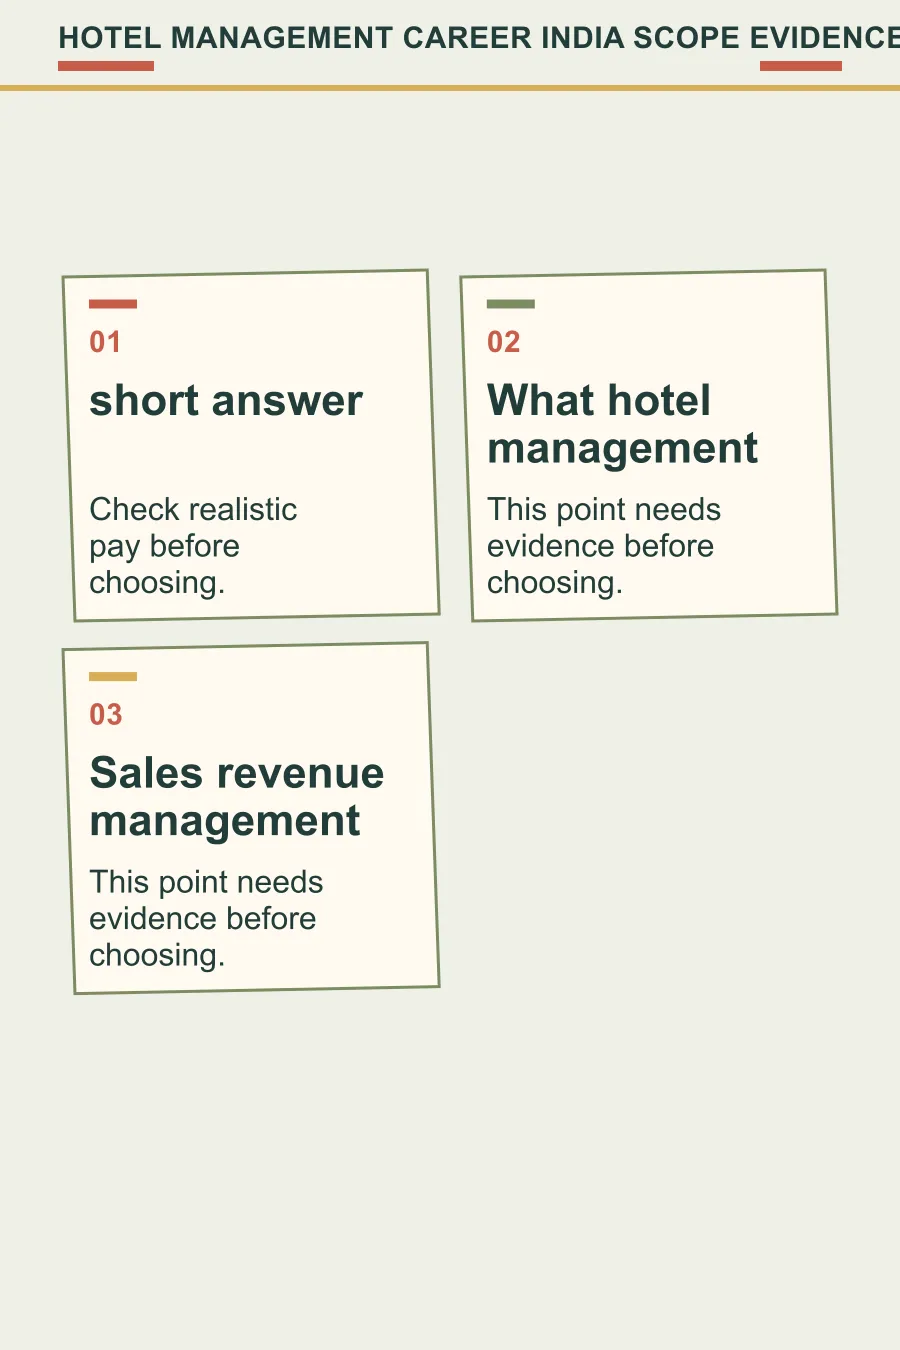 HOTEL MANAGEMENT CAREER INDIA SCOPE EVIDENCE
01
short answer
Check realistic
pay before
choosing.
02
What hotel
management
This point needs
evidence before
choosing.
03
Sales revenue
management
This point needs
evidence before
choosing.